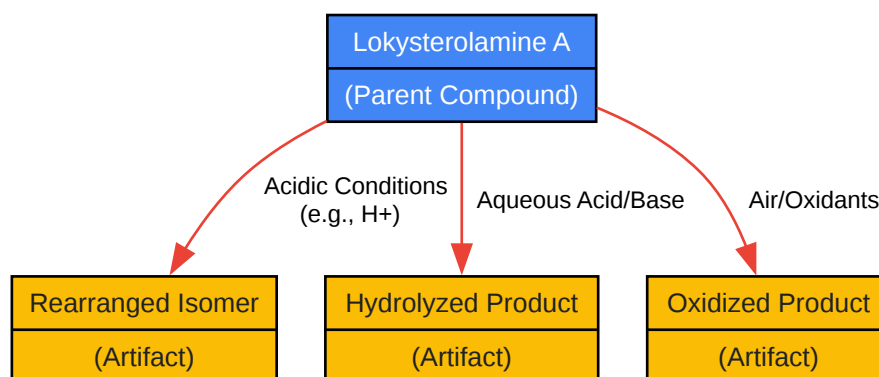 Lokysterolamine A
(Parent Compound)
Acidic Conditions
(e.g., H+)
Aqueous Acid/Base
Air/Oxidants
Rearranged Isomer
(Artifact)
Hydrolyzed Product
(Artifact)
Oxidized Product
(Artifact)